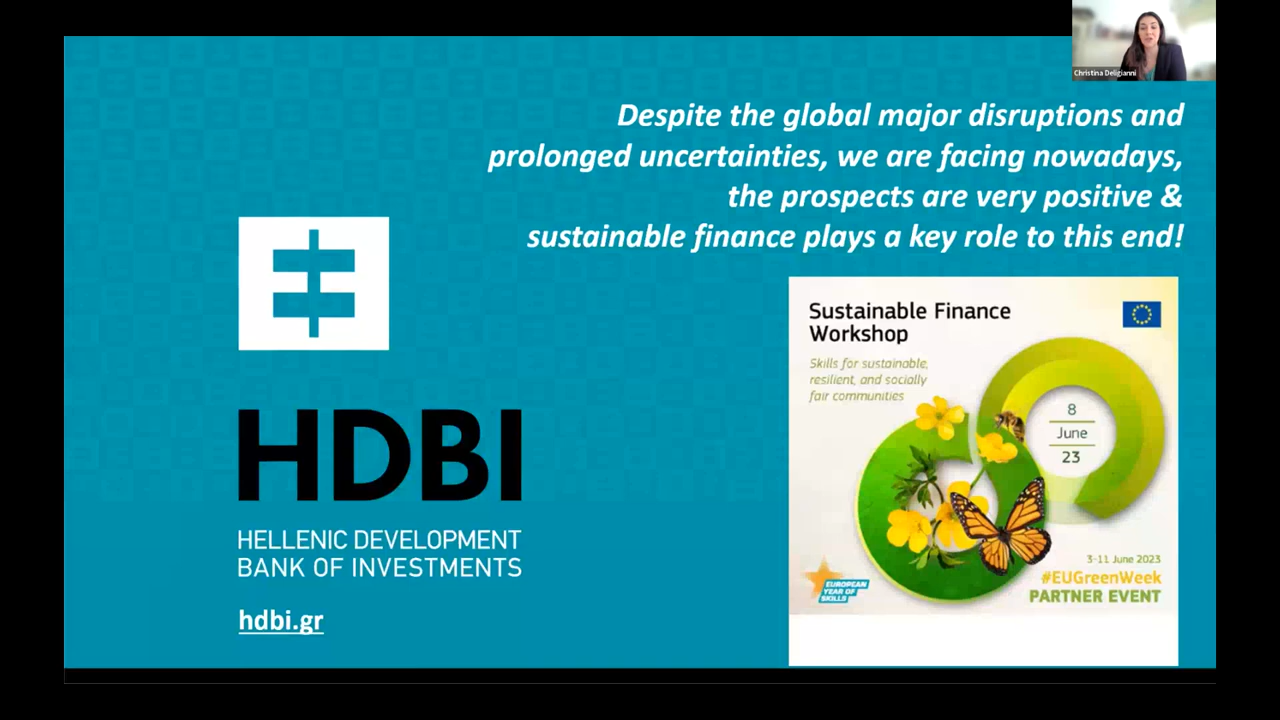 Christina Deligianni
Despite the global major disruptions and
prolonged uncertainties, we are facing nowadays,
the prospects are very positive &
sustainable finance plays a key role to this end!
HDBI
HELLENIC DEVELOPMENT
BANK OF INVESTMENTS
hdbi.gr
Sustainable Finance
Workshop
Skills for sustainable,
resilient, and socially
fair communities
8
June
23
EUROPEAN
YEAR OF
SKILLS
3-11 June 2023
#EUGreenWeek
PARTNER EVENT